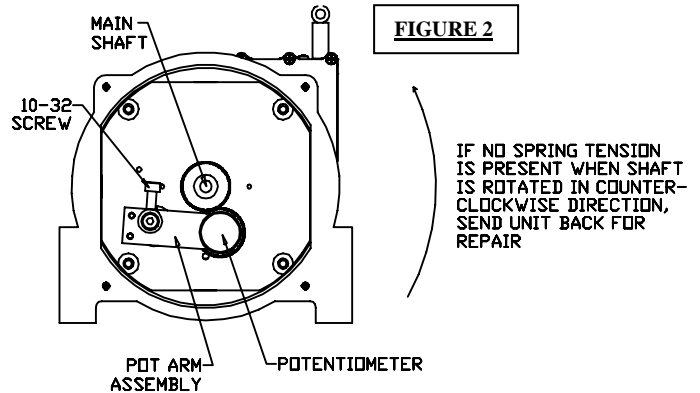 MAIN
SHAFT
FIGURE 2
10-32
SCREW
IF NO SPRING TENSION
IS PRESENT WHEN SHAFT
IS ROTATED IN COUNTER-
CLOCKWISE DIRECTION,
SEND UNIT BACK FOR
REPAIR
POT ARM
ASSEMBLY
POTENTIOMETER